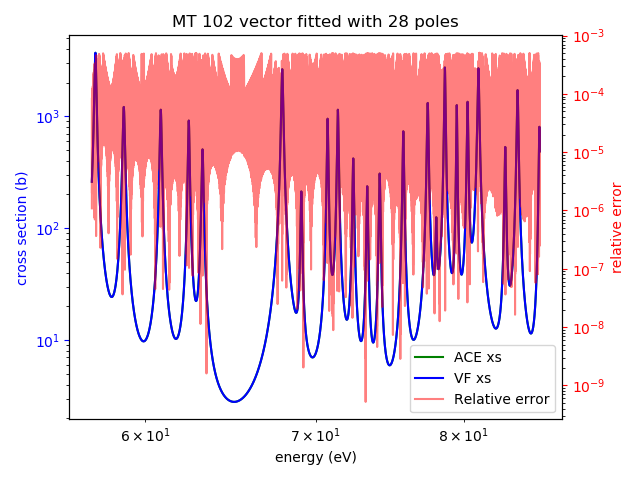 MT 102 vector fitted with 28 poles
cross section (b)
10³
10²
10¹
10⁻³
10⁻⁴
10⁻⁵
10⁻⁶
10⁻⁷
10⁻⁸
10⁻⁹
relative error
ACE xs
VF xs
Relative error
6 × 10¹ 7 × 10¹ 8 × 10¹
energy (eV)